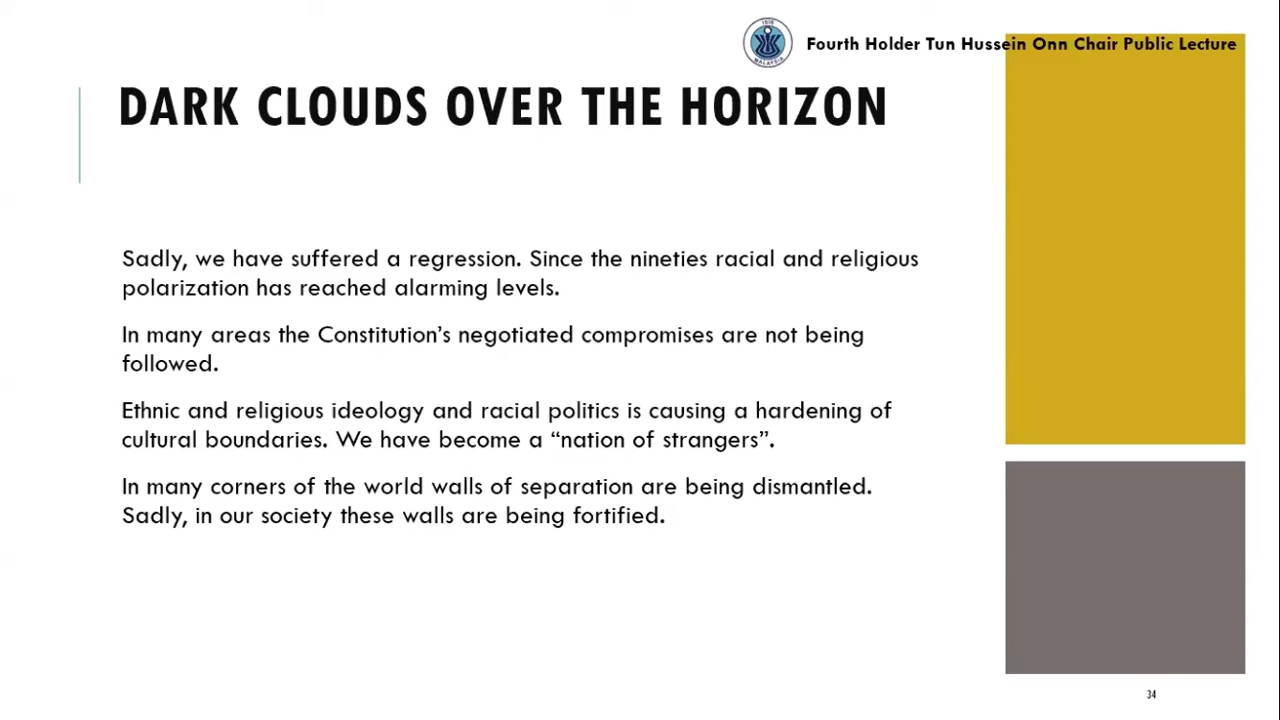 ISIS
MALAYSIA
Fourth Holder Tun Hussein Onn Chair Public Lecture
DARK CLOUDS OVER THE HORIZON
Sadly, we have suffered a regression. Since the nineties racial and religious
polarization has reached alarming levels.
In many areas the Constitution’s negotiated compromises are not being
followed.
Ethnic and religious ideology and racial politics is causing a hardening of
cultural boundaries. We have become a “nation of strangers”.
In many corners of the world walls of separation are being dismantled.
Sadly, in our society these walls are being fortified.
34